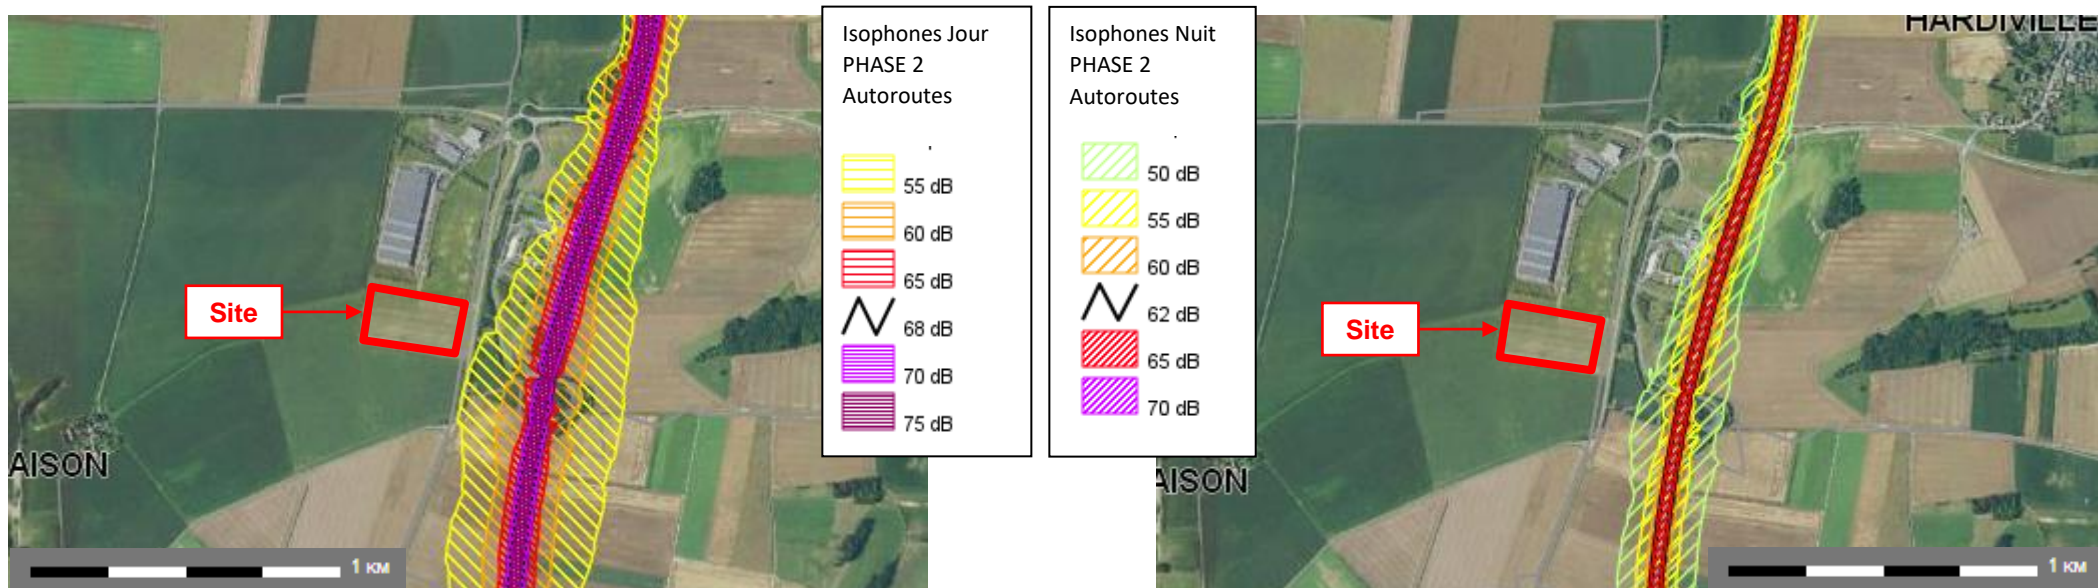 Isophones Jour
PHASE 2
Autoroutes
55 dB
60 dB
65 dB
68 dB
70 dB
75 dB
Isophones Nuit
PHASE 2
Autoroutes
50 dB
55 dB
60 dB
62 dB
65 dB
70 dB
HARDIVILLE
Site
Site
AISON
AISON
1 KM
1 KM